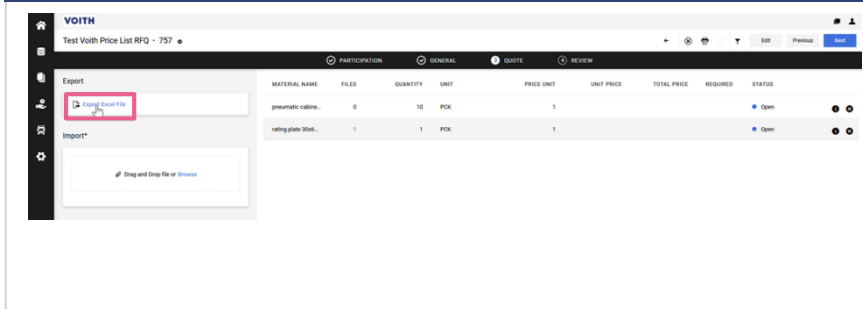 VOITH
Test Voith Price List RFQ • 757
Edit Previous Next
PARTICIPATION GENERAL 3 QUOTE 4 REVIEW
Export
Export Excel File
Import*
Drag and Drop file or Browse
MATERIAL NAME FILES QUANTITY UNIT PRICE UNIT UNIT PRICE TOTAL PRICE REQUIRED STATUS
pneumatic cabine... 0 10 PCK 1 Open
rating plate 30x6... 1 1 PCK 1 Open